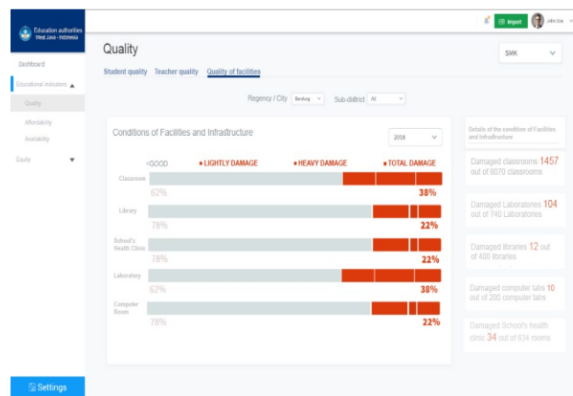 Education authorities
West Java - Indonesia
Import
John Doe
Dashboard
Educational Indicators
Quality
Affordability
Availability
Equity
Settings
Quality
SMK
Student quality Teacher quality Quality of facilities
Regency / City Bandung Sub-district All
Conditions of Facilities and Infrastructure
2018
GOOD LIGHTLY DAMAGE HEAVY DAMAGE TOTAL DAMAGE
Classroom
62% 38%
Library
78% 22%
School's
Health Clinic
78% 22%
Laboratory
62% 38%
Computer
Room
78% 22%
Details of the condition of Facilities
and Infrastructure
Damaged classrooms 1457
out of 6070 classrooms
Damaged Laboratories 104
out of 740 Laboratories
Damaged libraries 12 out
of 400 libraries
Damaged computer labs 10
out of 200 computer labs
Damaged School's health
clinic 34 out of 634 rooms